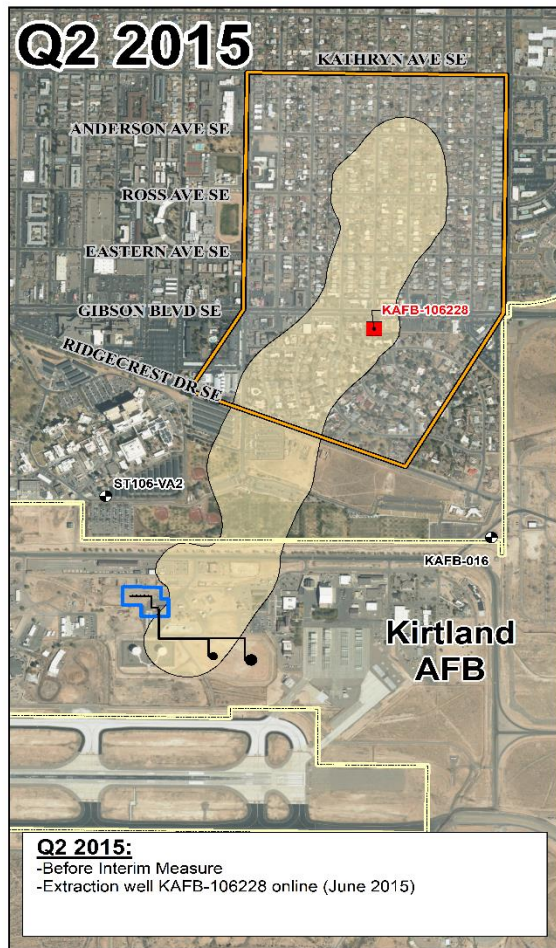 Q2 2015
KATHRYN AVE SE
ANDERSON AVE SE
ROSS AVE SE
EASTERN AVE SE
GIBSON BLVD SE
KAFB-106228
RIDGECREST DR SE
ST106-VA2
KAFB-016
Kirtland
AFB
Q2 2015:
-Before Interim Measure
-Extraction well KAFB-106228 online (June 2015)